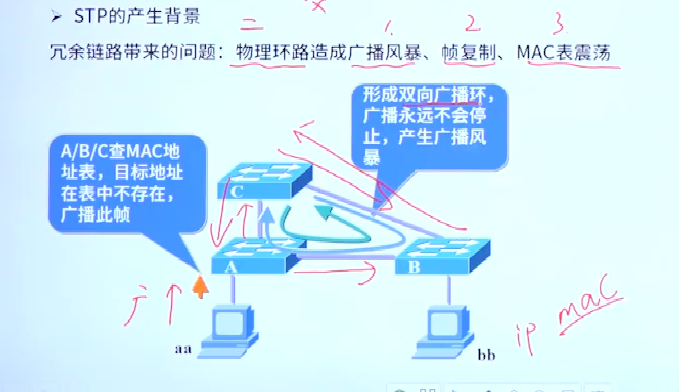 ➢ STP的产生背景
二 1. 2 3
冗余链路带来的问题：物理环路造成广播风暴、帧复制、MAC表震荡
形成双向广播环，
广播永远不会停
止，产生广播风
暴
A/B/C查MAC地
址表，目标地址
在表中不存在，
广播此帧
C
A
B
广
aa
bb
ip mac